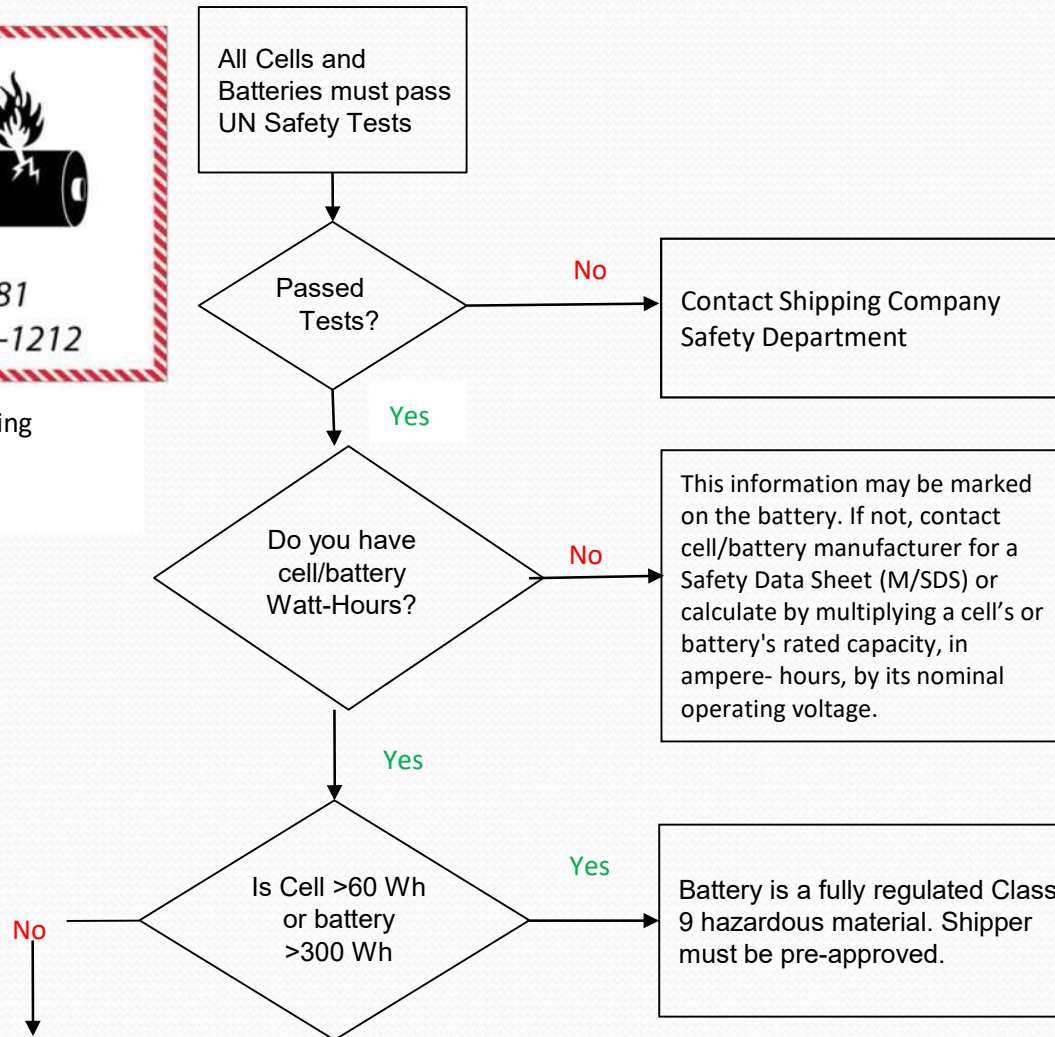 All Cells and
Batteries must pass
UN Safety Tests
81
-1212
ing
Passed
Tests?
No
Contact Shipping Company
Safety Department
Yes
Do you have
cell/battery
Watt-Hours?
No
This information may be marked
on the battery. If not, contact
cell/battery manufacturer for a
Safety Data Sheet (M/SDS) or
calculate by multiplying a cell’s or
battery's rated capacity, in
ampere- hours, by its nominal
operating voltage.
Yes
Is Cell >60 Wh
or battery
>300 Wh
Yes
Battery is a fully regulated Class
9 hazardous material. Shipper
must be pre-approved.
No